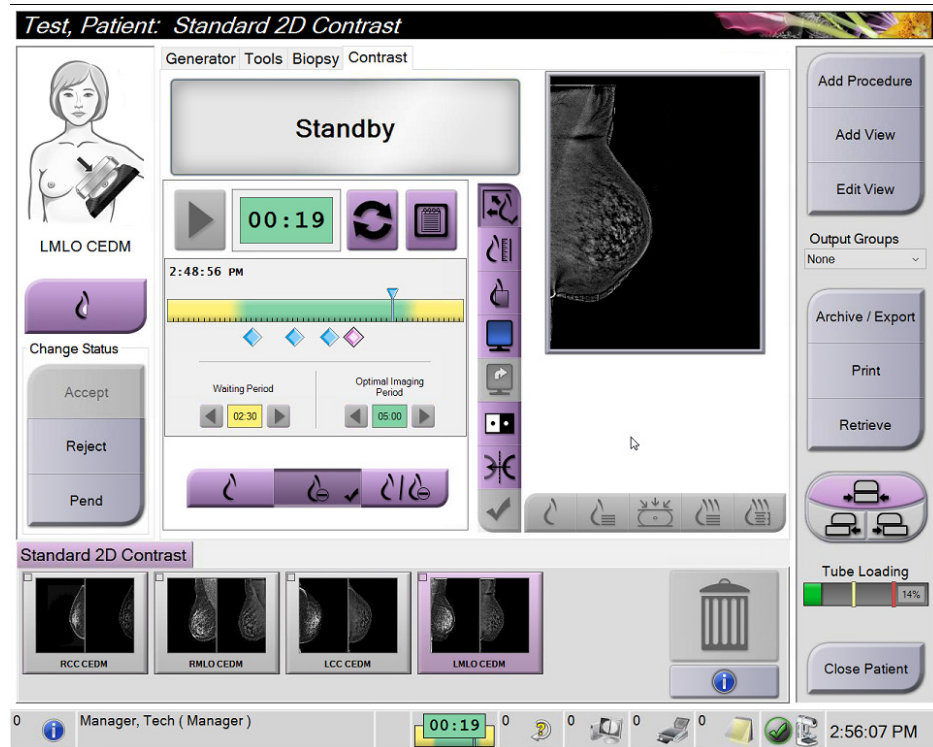 Test, Patient: Standard 2D Contrast
Generator Tools Biopsy Contrast
Standby
LMLO CEDM
00:19
2:48:56 PM
Waiting Period
Optimal Imaging
Period
02:30
05:00
Change Status
Accept
Reject
Pend
Add Procedure
Add View
Edit View
Output Groups
None
Archive / Export
Print
Retrieve
Tube Loading
14%
Close Patient
Standard 2D Contrast
RCC CEDM
RMLO CEDM
LCC CEDM
LMLO CEDM
0
Manager, Tech ( Manager )
00:19
0
0
0
0
2:56:07 PM